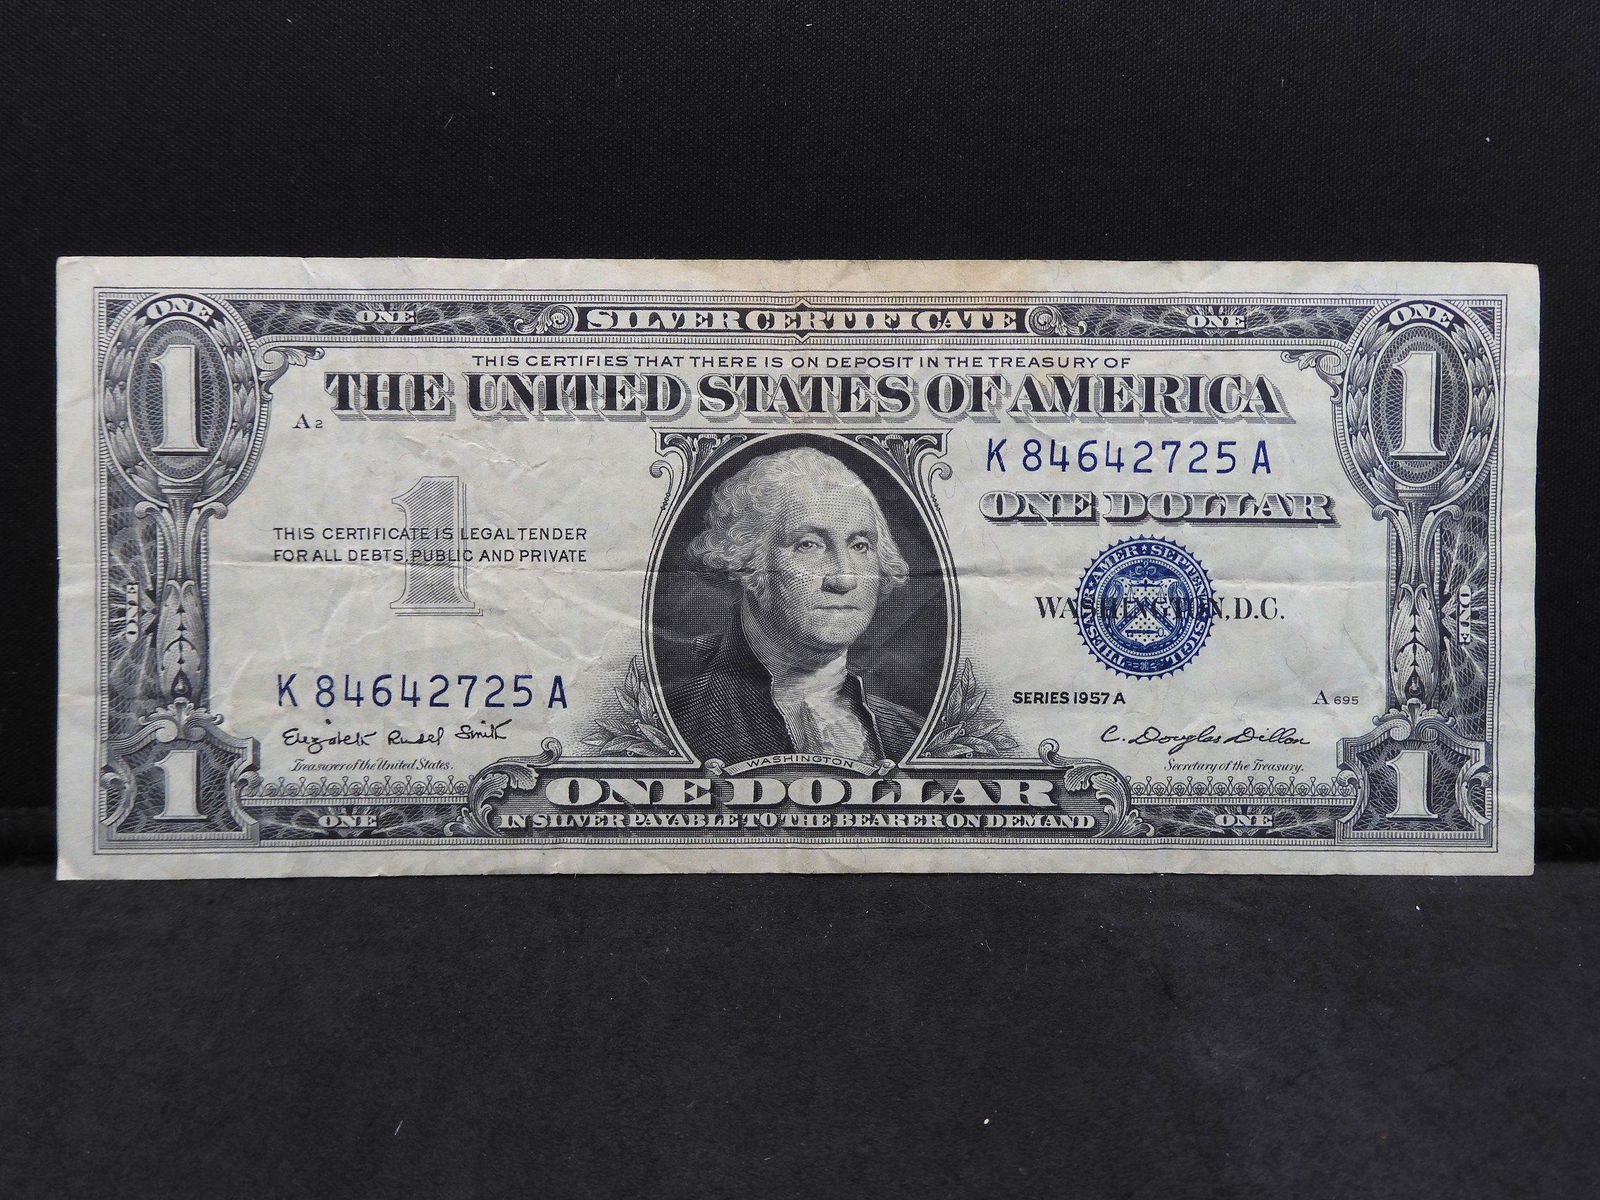 ONE ONE SILVER CERTIFICATE ONE ONE
THIS CERTIFIES THAT THERE IS ON DEPOSIT IN THE TREASURY OF
1 THE UNITED STATES OF AMERICA 1
A2
K 84642725 A
ONE DOLLAR
1
THIS CERTIFICATE IS LEGAL TENDER
FOR ALL DEBTS, PUBLIC AND PRIVATE
WASHINGTON, D.C.
ONE
ONE
K 84642725 A
SERIES 1957 A
A 695
Elizabeth Rudel Smith
C. Douglas Dillon
Treasurer of the United States.
Secretary of the Treasury.
WASHINGTON
1 ONE DOLLAR 1
ONE IN SILVER PAYABLE TO THE BEARER ON DEMAND ONE